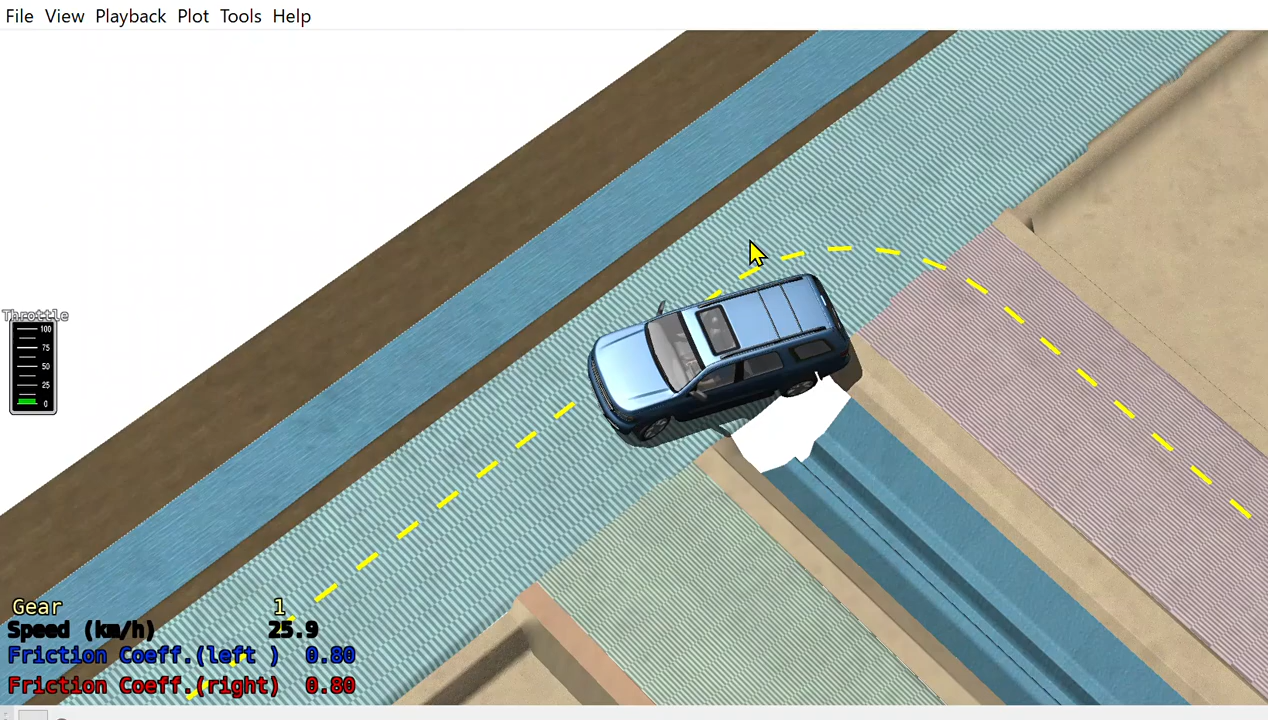 File View Playback Plot Tools Help
Throttle
100
75
50
25
0
Gear 1
Speed (km/h) 25.9
Friction Coeff.(left ) 0.80
Friction Coeff.(right) 0.80